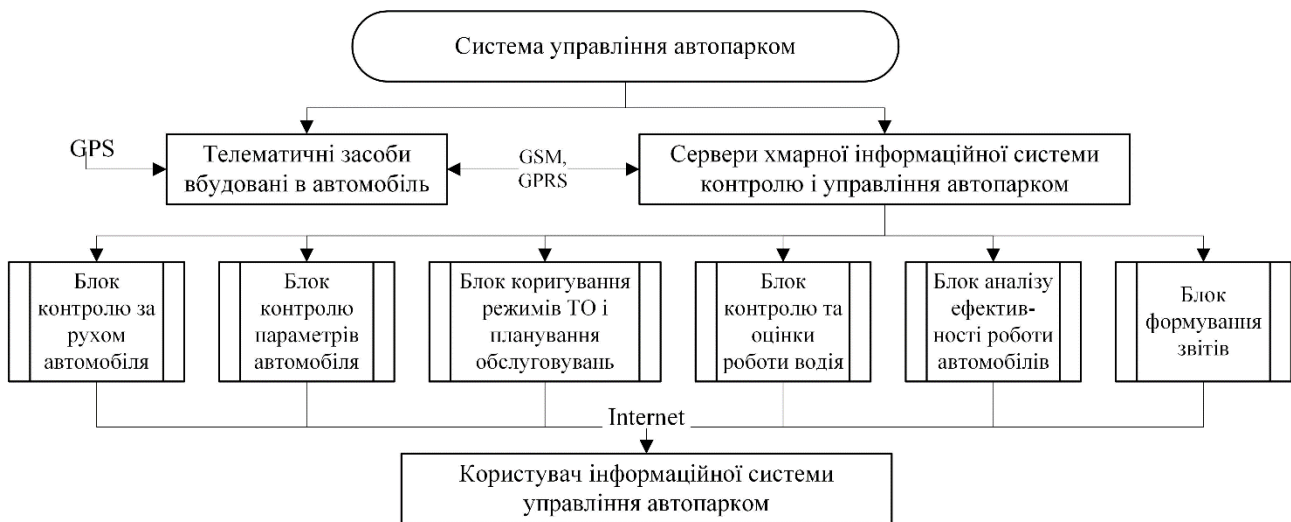 Система управління автопарком
GPS
Телематичні засоби
вбудовані в автомобіль
GSM,
GPRS
Сервери хмарної інформаційної системи
контролю і управління автопарком
Блок
контролю за
рухом
автомобіля
Блок
контролю
параметрів
автомобіля
Блок коригування
режимів ТО і
планування
обслуговувань
Блок
контролю та
оцінки
роботи водія
Блок аналізу
ефектив-
ності роботи
автомобілів
Блок
формування
звітів
Internet
Користувач інформаційної системи
управління автопарком